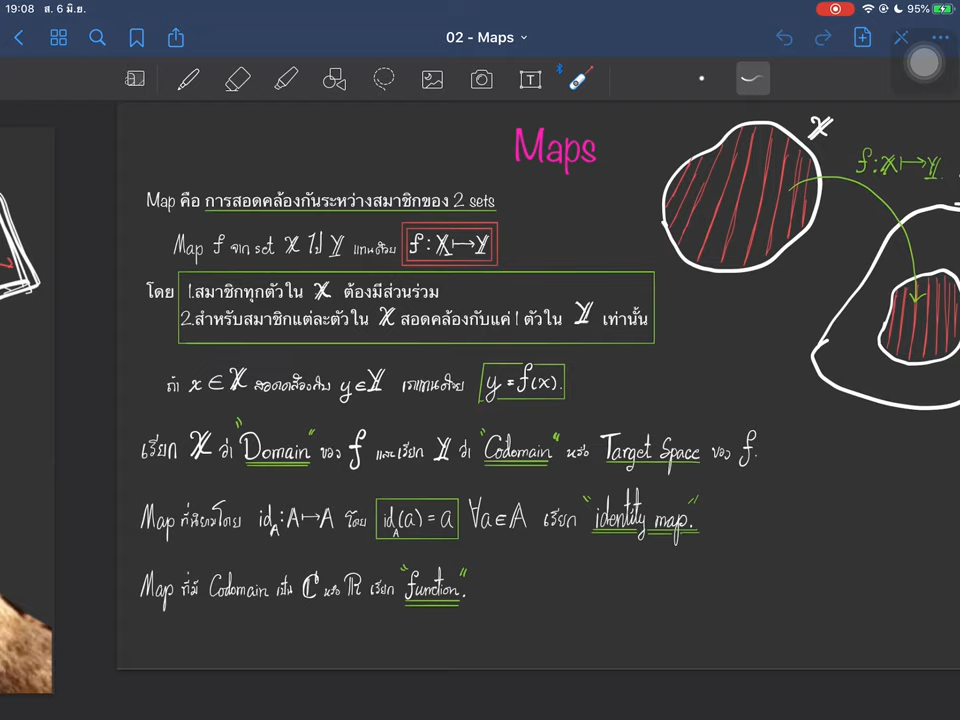 19:08 ส. 6 มิ.ย. 95%
02 - Maps
Maps
Map คือ การสอดคล้องกันระหว่างสมาชิกของ 2 sets
Map f จาก set X ไป Y แทนด้วย f : X ↦ Y
โดย 1.สมาชิกทุกตัวใน X ต้องมีส่วนร่วม
2.สำหรับสมาชิกแต่ละตัวใน X สอดคล้องกับแค่ 1 ตัวใน Y เท่านั้น
ถ้า x ∈ X สอดคล้องกับ y ∈ Y เราแทนด้วย y = f(x).
เรียก X ว่า "Domain" ของ f และเรียก Y ว่า "Codomain" หรือ Target Space ของ f.
Map ที่นิยามโดย id_A : A ↦ A โดย id_A(a) = a ∀a ∈ A เรียก "identity map."
Map ที่มี Codomain เป็น ℂ หรือ ℝ เรียก "function".
X
f : X ↦ Y